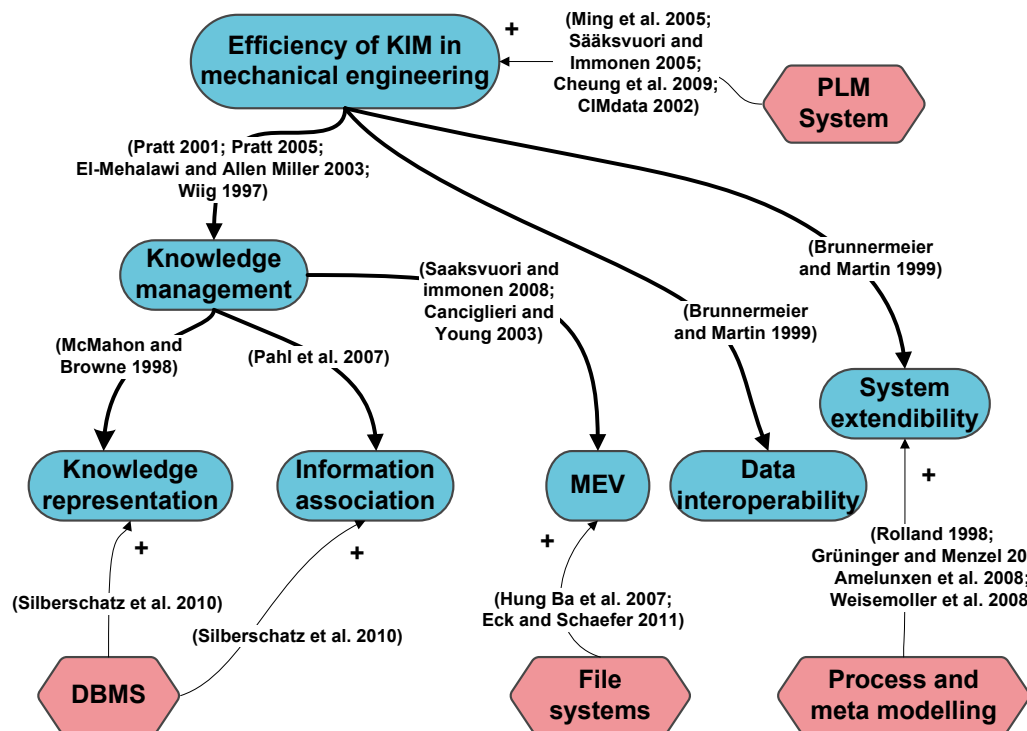 Efficiency of KIM in
mechanical engineering
+
(Ming et al. 2005;
Sääksvuori and
Immonen 2005;
Cheung et al. 2009;
CIMdata 2002)
PLM
System
(Pratt 2001; Pratt 2005;
El-Mehalawi and Allen Miller 2003;
Wiig 1997)
Knowledge
management
(Saaksvuori and
immonen 2008;
Canciglieri and
Young 2003)
(Brunnermeier
and Martin 1999)
(Brunnermeier
and Martin 1999)
(McMahon and
Browne 1998)
(Pahl et al. 2007)
System
extendibility
Knowledge
representation
Information
association
MEV
Data
interoperability
+
+
+
+
(Rolland 1998;
Grüninger and Menzel 20
Amelunxen et al. 2008;
Weisemoller et al. 2008
(Silberschatz et al. 2010)
(Silberschatz et al. 2010)
(Hung Ba et al. 2007;
Eck and Schaefer 2011)
DBMS
File
systems
Process and
meta modelling